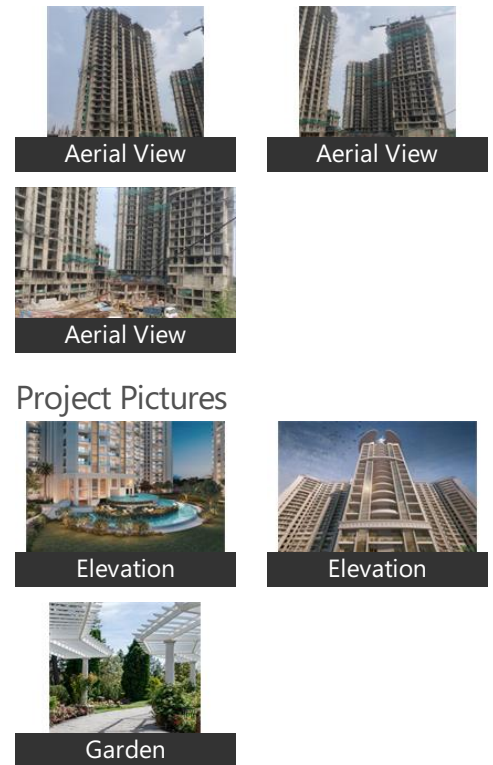 Aerial View
Aerial View
Aerial View
Project Pictures
Elevation
Elevation
Garden